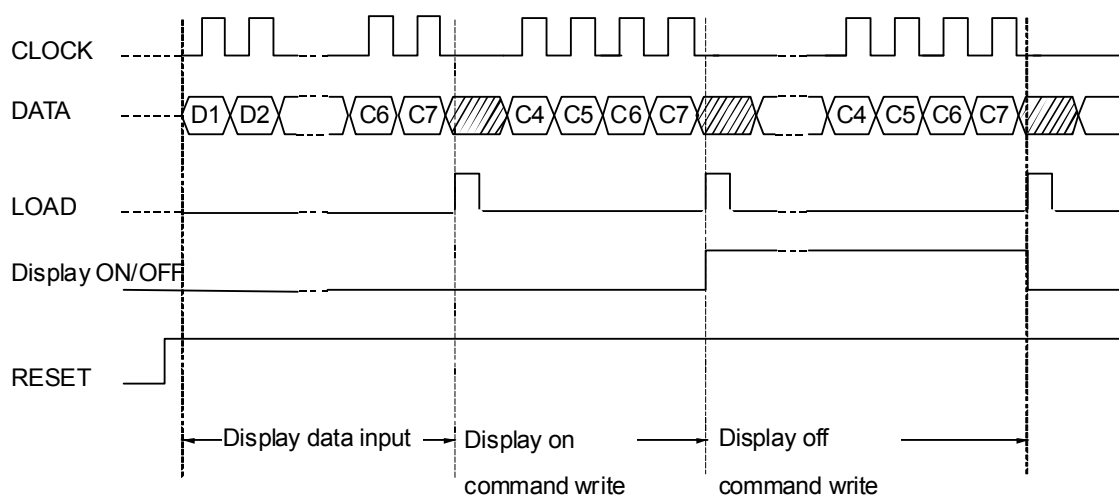 CLOCK
DATA D1 D2 C6 C7 C4 C5 C6 C7 C4 C5 C6 C7
LOAD
Display ON/OFF
RESET
Display data input Display on Display off
command write command write